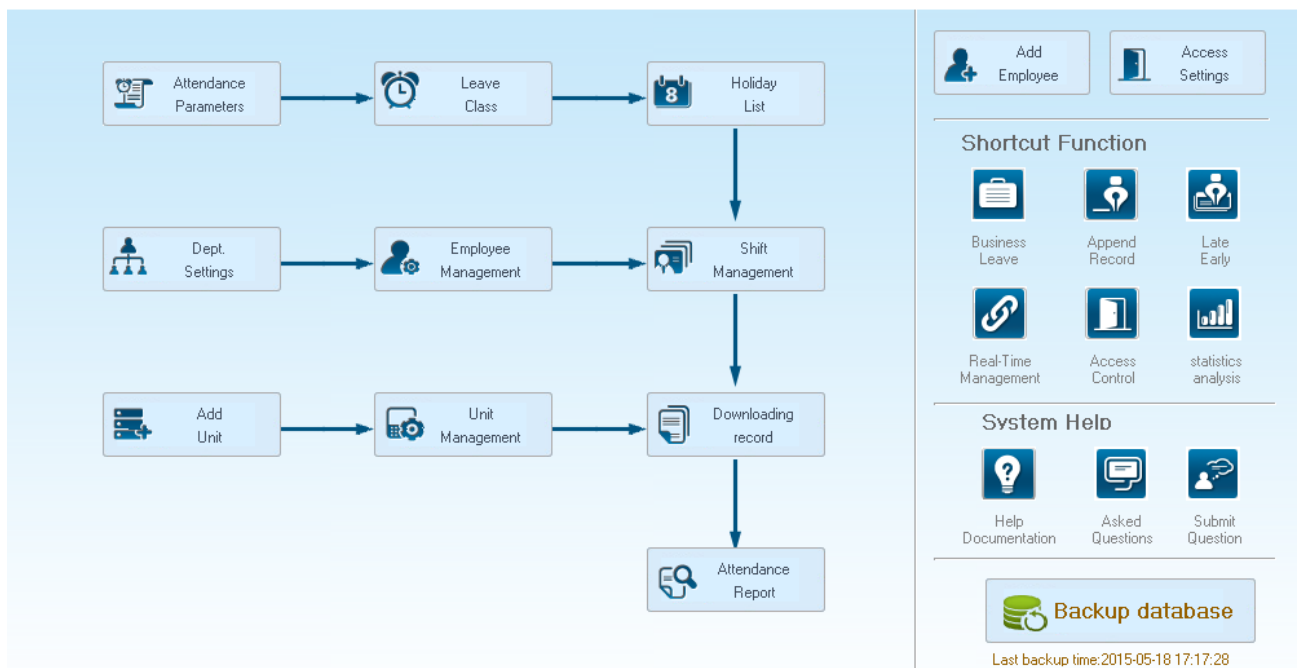 Attendance
Parameters
Leave
Class
8
Holiday
List
Dept.
Settings
Employee
Management
Shift
Management
Add
Unit
Unit
Management
Downloading
record
Attendance
Report
Add
Employee
Access
Settings
Shortcut Function
Business
Leave
Append
Record
Late
Early
Real-Time
Management
Access
Control
statistics
analysis
System Help
?
Help
Documentation
Asked
Questions
Submit
Question
Backup database
Last backup time:2015-05-18 17:17:28